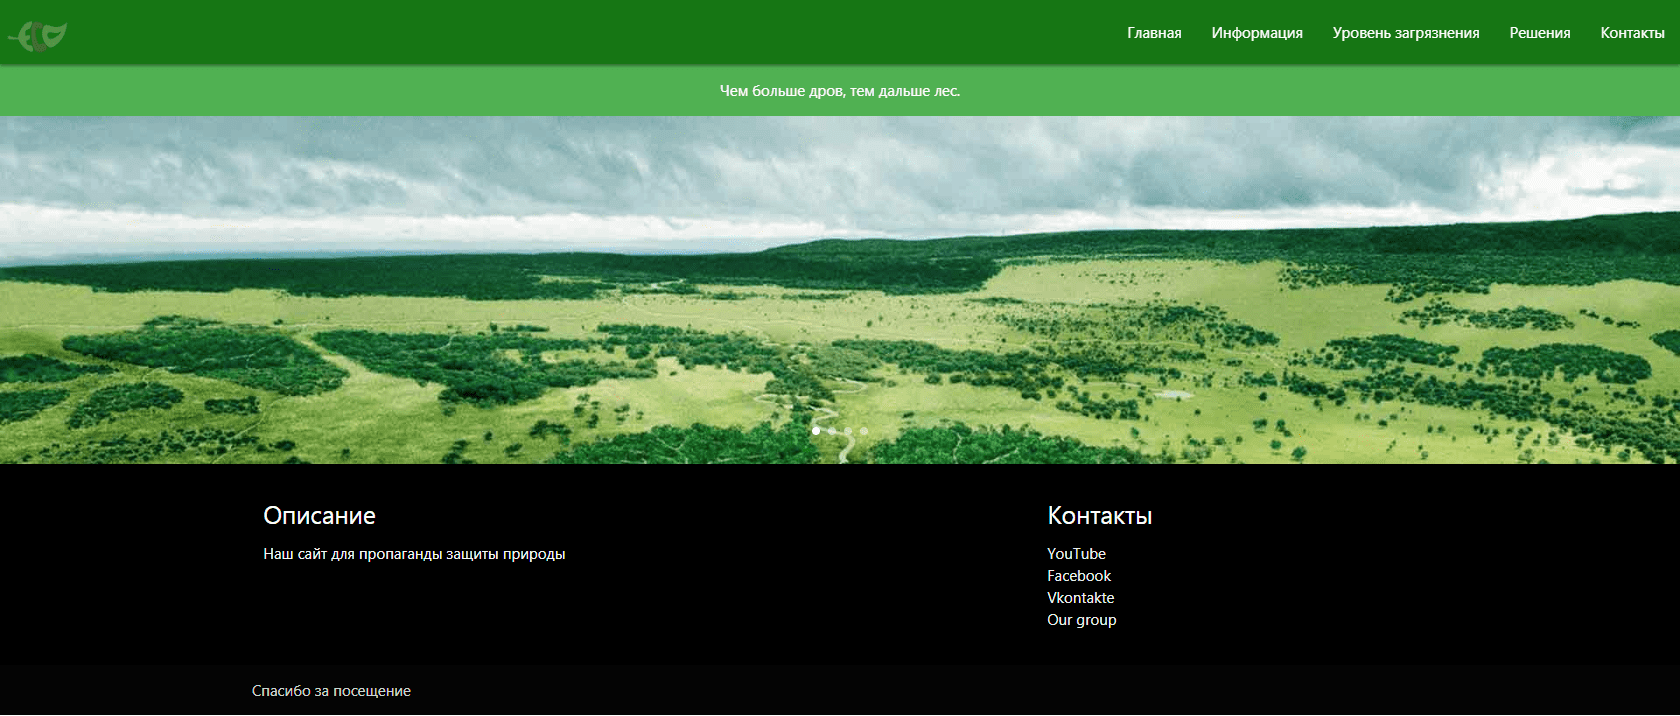 ECO
Главная Информация Уровень загрязнения Решения Контакты
Чем больше дров, тем дальше лес.
Описание
Наш сайт для пропаганды защиты природы
Контакты
YouTube
Facebook
Vkontakte
Our group
Спасибо за посещение